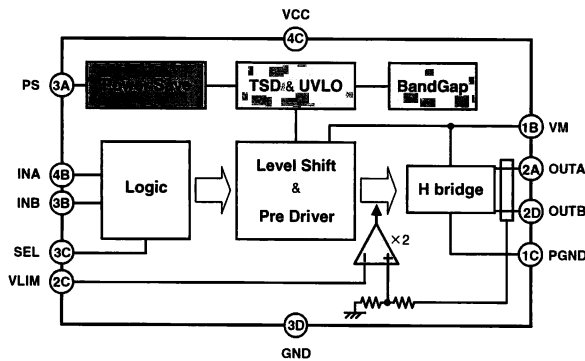 VCC
4C
PS
3A
TSD & UVLO
BandGap
1B
VM
INA
4B
Logic
Level Shift
&
Pre Driver
H bridge
2A
OUTA
INB
3B
2D
OUTB
SEL
3C
×2
1C
PGND
VLIM
2C
3D
GND